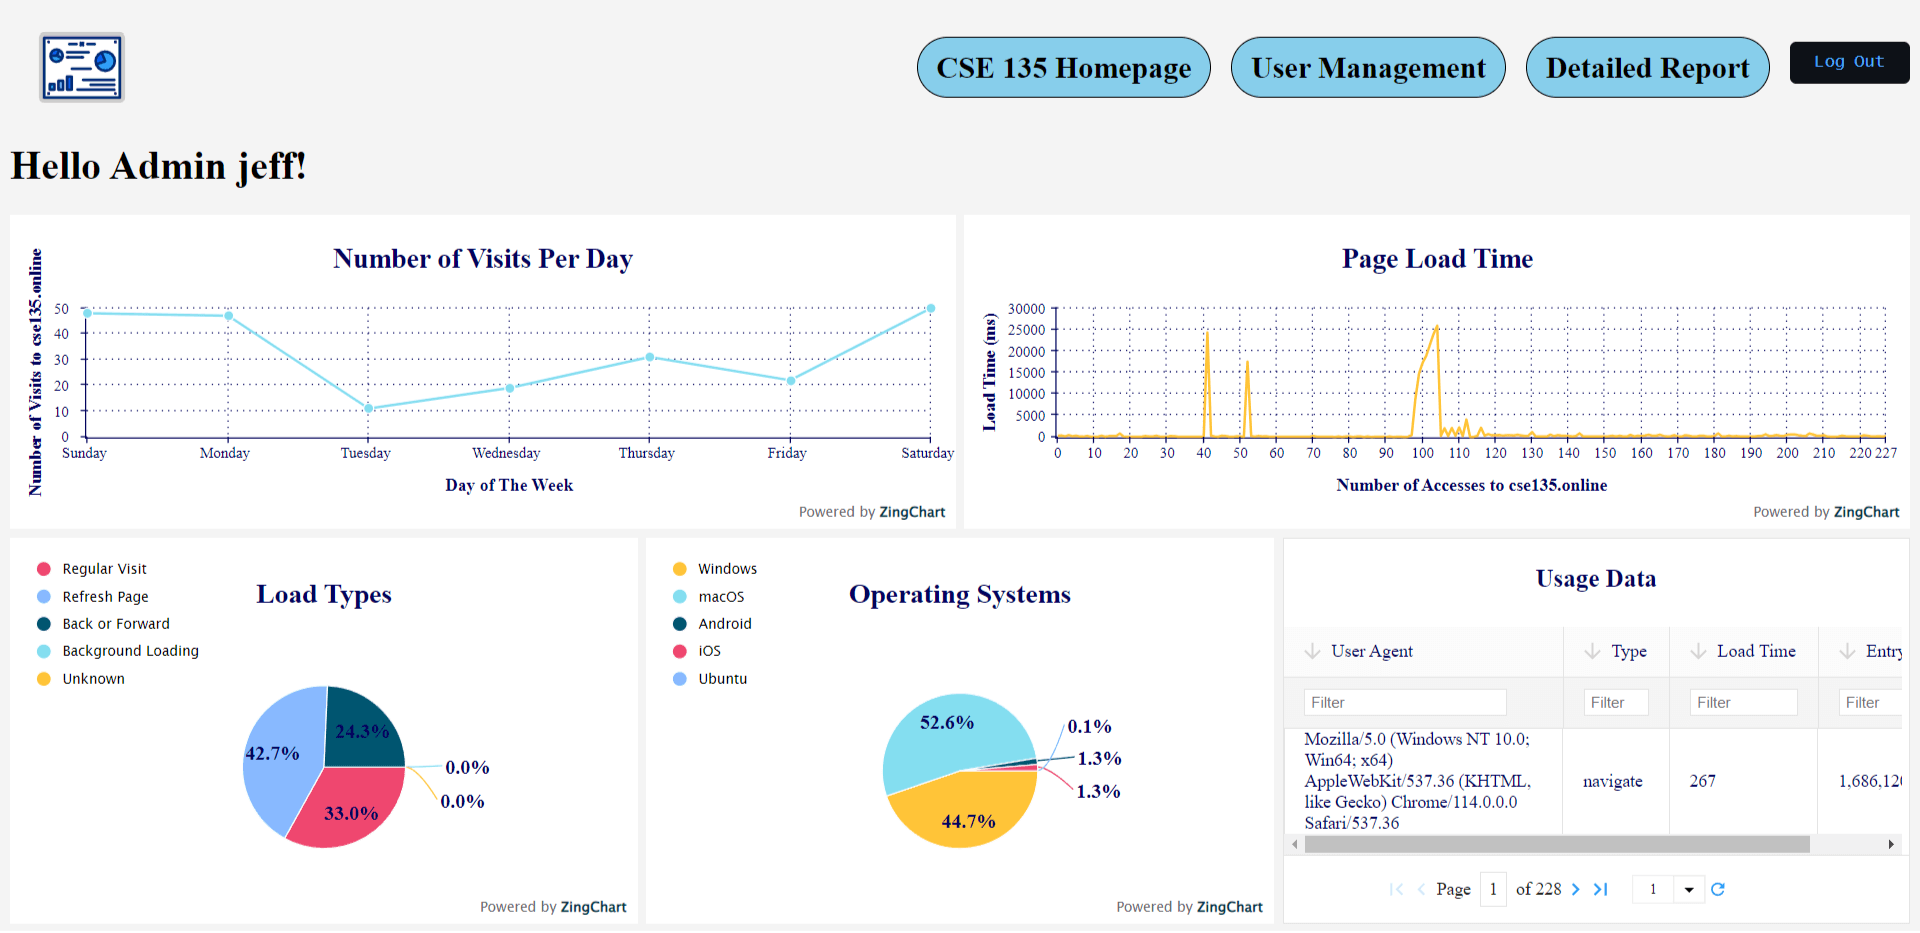 CSE 135 Homepage
User Management
Detailed Report
Log Out
Hello Admin jeff!
Number of Visits Per Day
Number of Visits to cse135.online
50
40
30
20
10
0
Sunday Monday Tuesday Wednesday Thursday Friday Saturday
Day of The Week
Powered by ZingChart
Page Load Time
Load Time (ms)
30000
25000
20000
15000
10000
5000
0
0 10 20 30 40 50 60 70 80 90 100 110 120 130 140 150 160 170 180 190 200 210 220 227
Number of Accesses to cse135.online
Powered by ZingChart
Regular Visit
Refresh Page
Back or Forward
Background Loading
Unknown
Load Types
24.3%
42.7%
0.0%
0.0%
33.0%
Powered by ZingChart
Windows
macOS
Android
iOS
Ubuntu
Operating Systems
52.6%
0.1%
1.3%
1.3%
44.7%
Powered by ZingChart
Usage Data
User Agent Type Load Time Entry
Filter Filter Filter Filter
Mozilla/5.0 (Windows NT 10.0;
Win64; x64)
AppleWebKit/537.36 (KHTML,
like Gecko) Chrome/114.0.0.0
Safari/537.36
navigate
267
1,686,120
Page 1 of 228
1